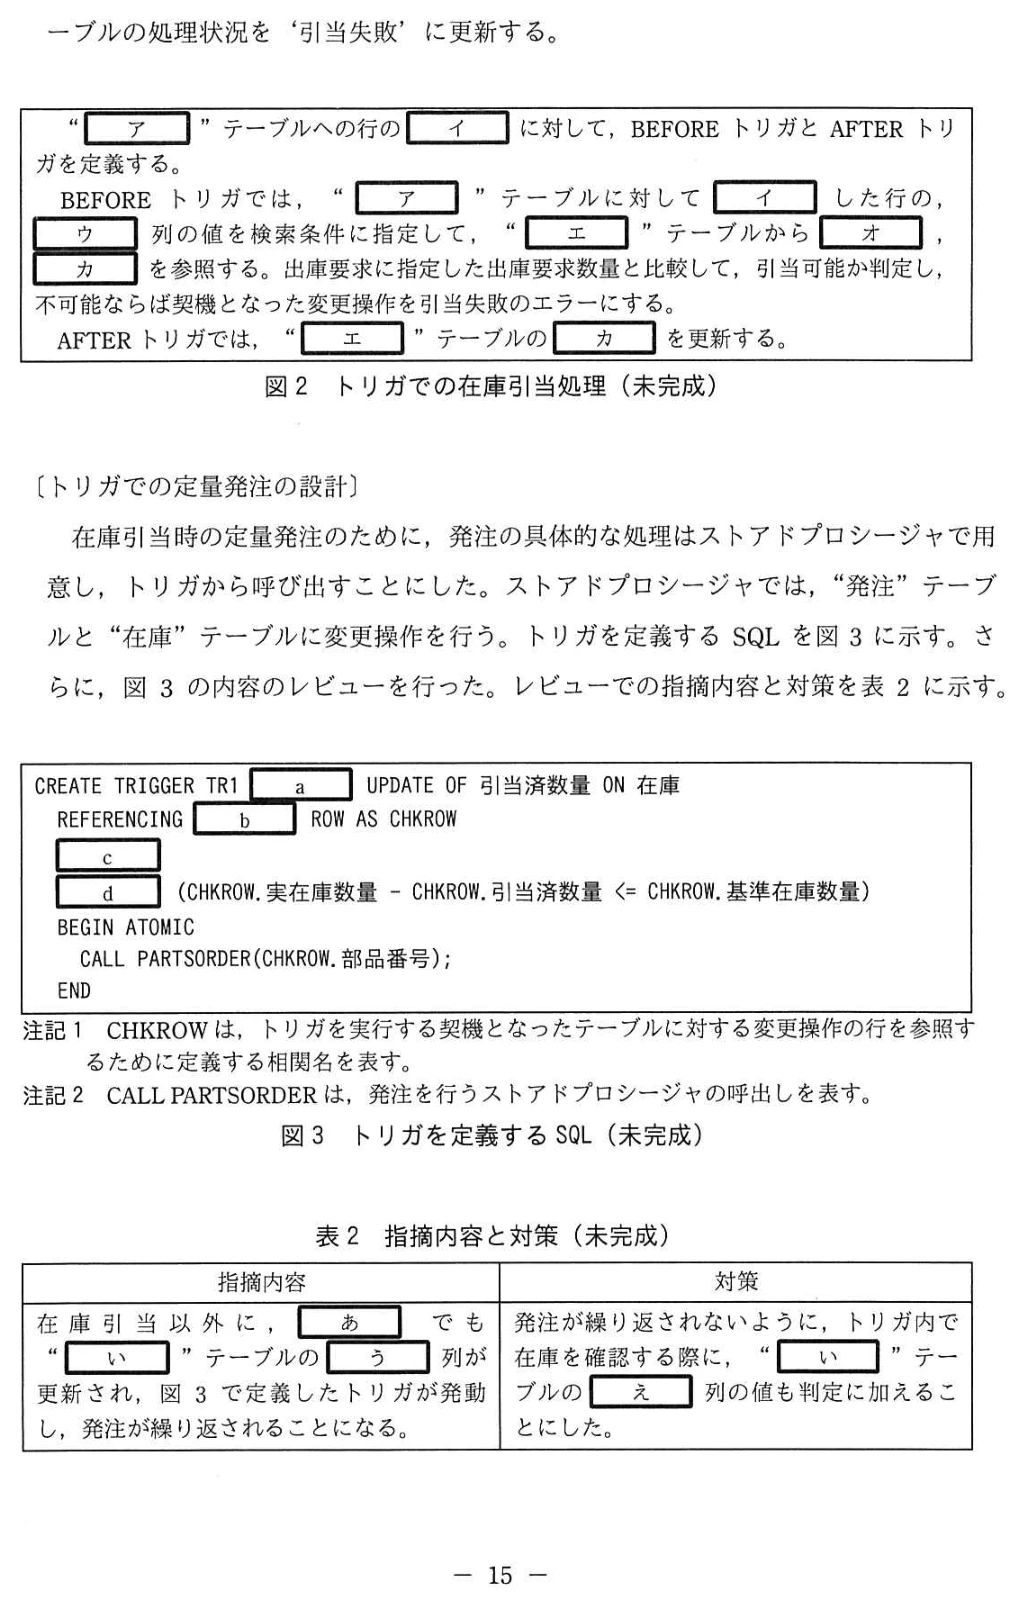 ーブルの処理状況を‘引当失敗’に更新する。
“ ア ”テーブルへの行の イ に対して，BEFORE トリガと AFTER トリ
ガを定義する。
BEFORE トリガでは，“ ア ”テーブルに対して イ した行の，
ウ 列の値を検索条件に指定して，“ エ ”テーブルから オ ，
カ を参照する。出庫要求に指定した出庫要求数量と比較して，引当可能か判定し，
不可能ならば契機となった変更操作を引当失敗のエラーにする。
AFTER トリガでは，“ エ ”テーブルの カ を更新する。
図2　トリガでの在庫引当処理（未完成）
〔トリガでの定量発注の設計〕
在庫引当時の定量発注のために，発注の具体的な処理はストアドプロシージャで用
意し，トリガから呼び出すことにした。ストアドプロシージャでは，“発注”テーブ
ルと“在庫”テーブルに変更操作を行う。トリガを定義する SQL を図 3 に示す。さ
らに，図 3 の内容のレビューを行った。レビューでの指摘内容と対策を表 2 に示す。
CREATE TRIGGER TR1 a UPDATE OF 引当済数量 ON 在庫
REFERENCING b ROW AS CHKROW
c
d (CHKROW.実在庫数量 - CHKROW.引当済数量 <= CHKROW.基準在庫数量)
BEGIN ATOMIC
CALL PARTSORDER(CHKROW.部品番号);
END
注記1　CHKROW は，トリガを実行する契機となったテーブルに対する変更操作の行を参照す
るために定義する相関名を表す。
注記2　CALL PARTSORDER は，発注を行うストアドプロシージャの呼出しを表す。
図3　トリガを定義する SQL（未完成）
表2　指摘内容と対策（未完成）
指摘内容
対策
在庫引当以外に， あ でも
“ い ”テーブルの う 列が
更新され，図 3 で定義したトリガが発動
し，発注が繰り返されることになる。
発注が繰り返されないように，トリガ内で
在庫を確認する際に，“ い ”テー
ブルの え 列の値も判定に加えるこ
とにした。
－ 15 －